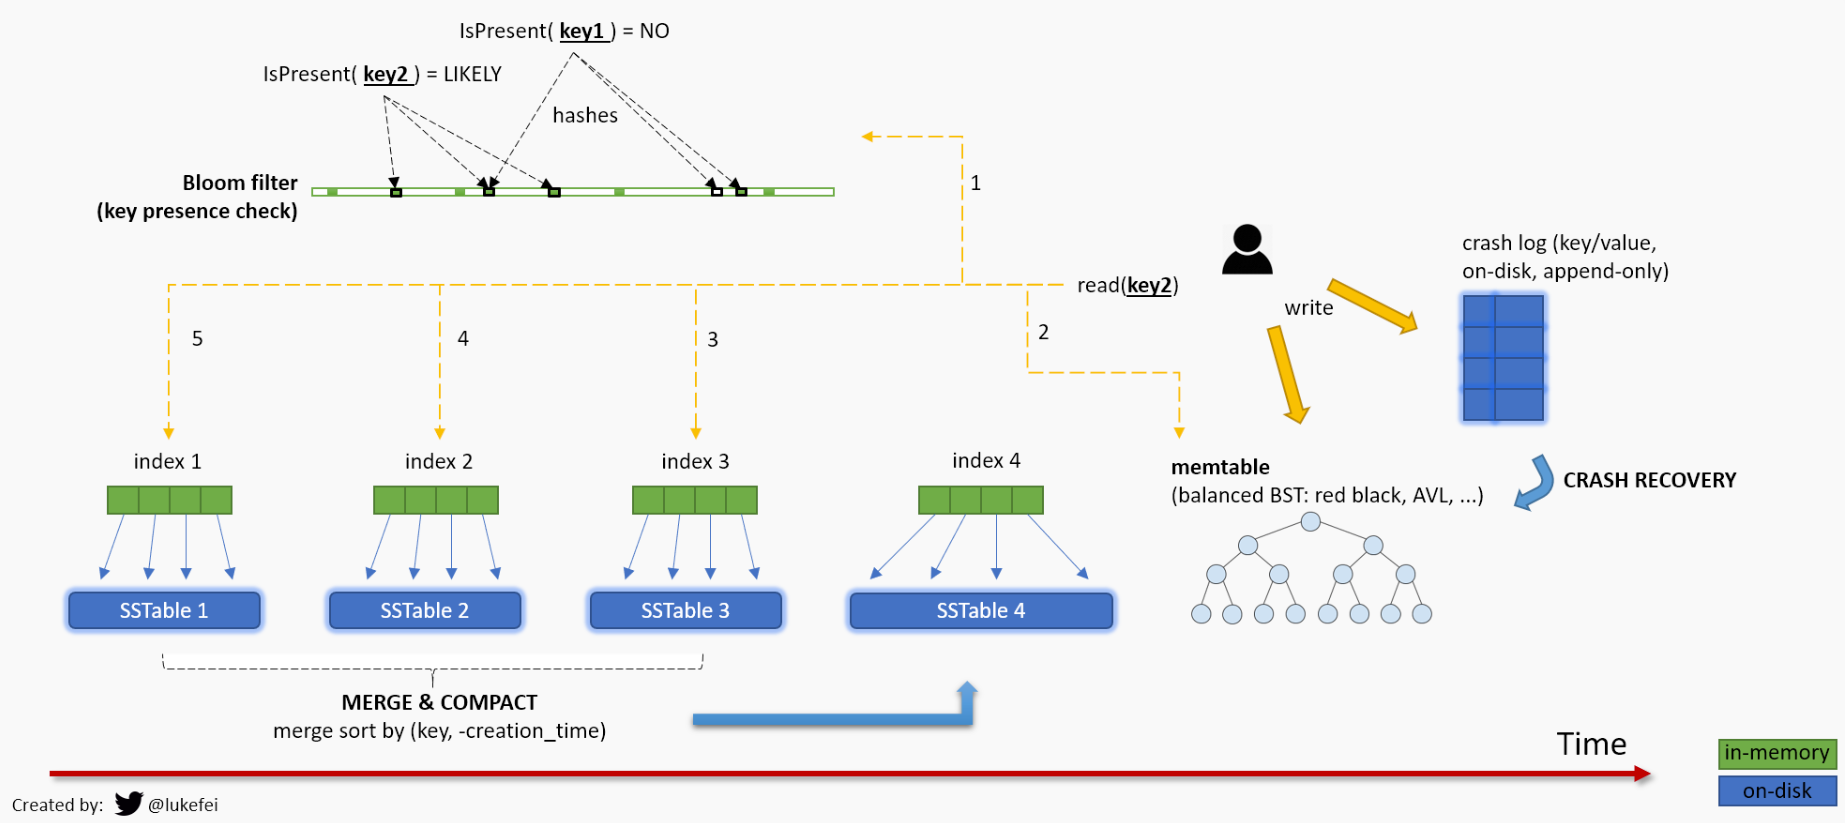 IsPresent( key1 ) = NO
IsPresent( key2 ) = LIKELY
hashes
Bloom filter
(key presence check)
1
read(key2)
write
crash log (key/value,
on-disk, append-only)
5
4
3
2
index 1
index 2
index 3
index 4
memtable
(balanced BST: red black, AVL, ...)
CRASH RECOVERY
SSTable 1
SSTable 2
SSTable 3
SSTable 4
MERGE & COMPACT
merge sort by (key, -creation_time)
Time
in-memory
on-disk
Created by: @lukefei